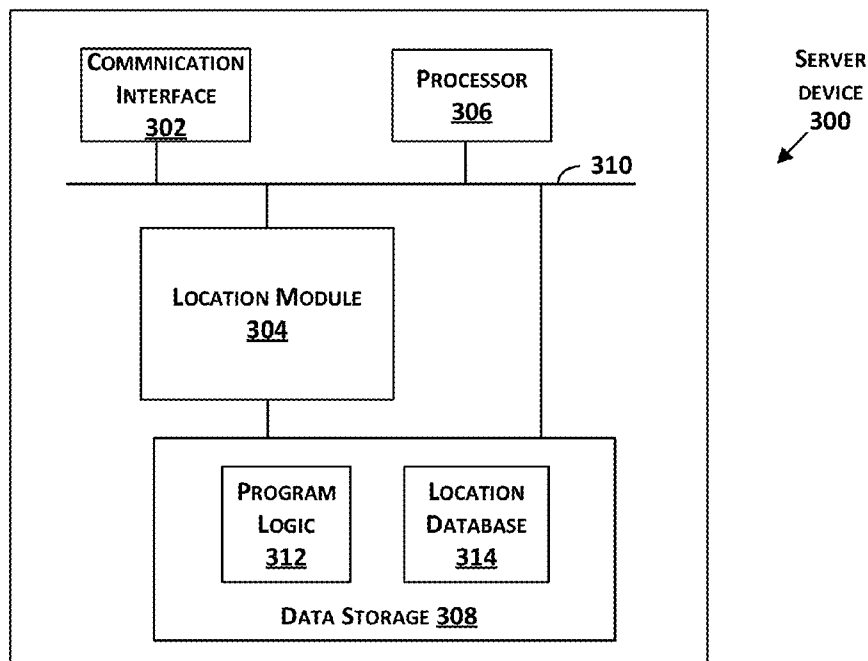 COMMNICATION
INTERFACE
302
PROCESSOR
306
SERVER
DEVICE
300
310
LOCATION MODULE
304
PROGRAM
LOGIC
312
LOCATION
DATABASE
314
DATA STORAGE 308